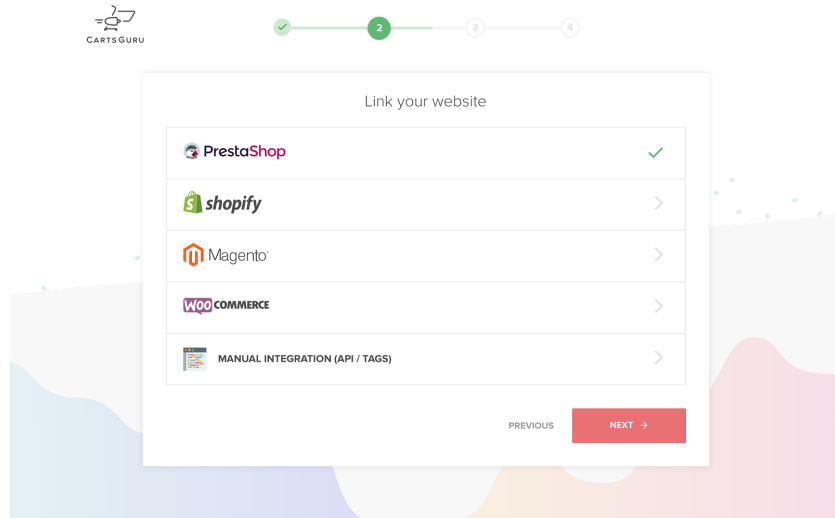 CARTSGURU
2
3
4
Link your website
PrestaShop
shopify
Magento
WOO COMMERCE
MANUAL INTEGRATION (API / TAGS)
PREVIOUS
NEXT →